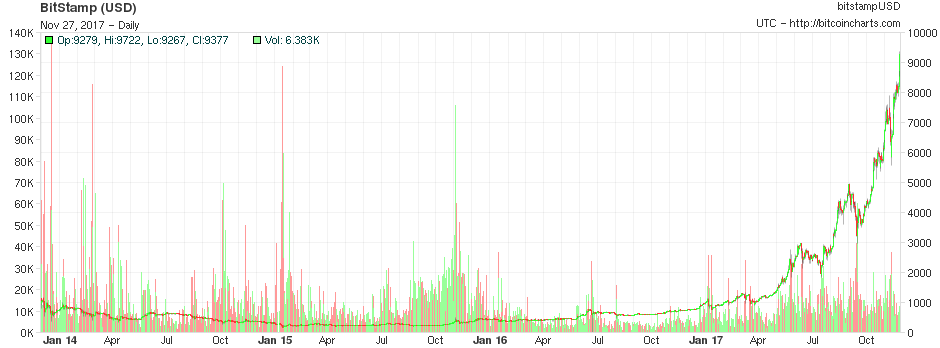 BitStamp (USD)
bitstampUSD
Nov 27, 2017 - Daily
UTC - http://bitcoincharts.com
Op:9279, Hi:9722, Lo:9267, Cl:9377
Vol: 6.383K
140K
130K
120K
110K
100K
90K
80K
70K
60K
50K
40K
30K
20K
10K
0K
10000
9000
8000
7000
6000
5000
4000
3000
2000
1000
0
Jan 14 Apr Jul Oct Jan 15 Apr Jul Oct Jan 16 Apr Jul Oct Jan 17 Apr Jul Oct